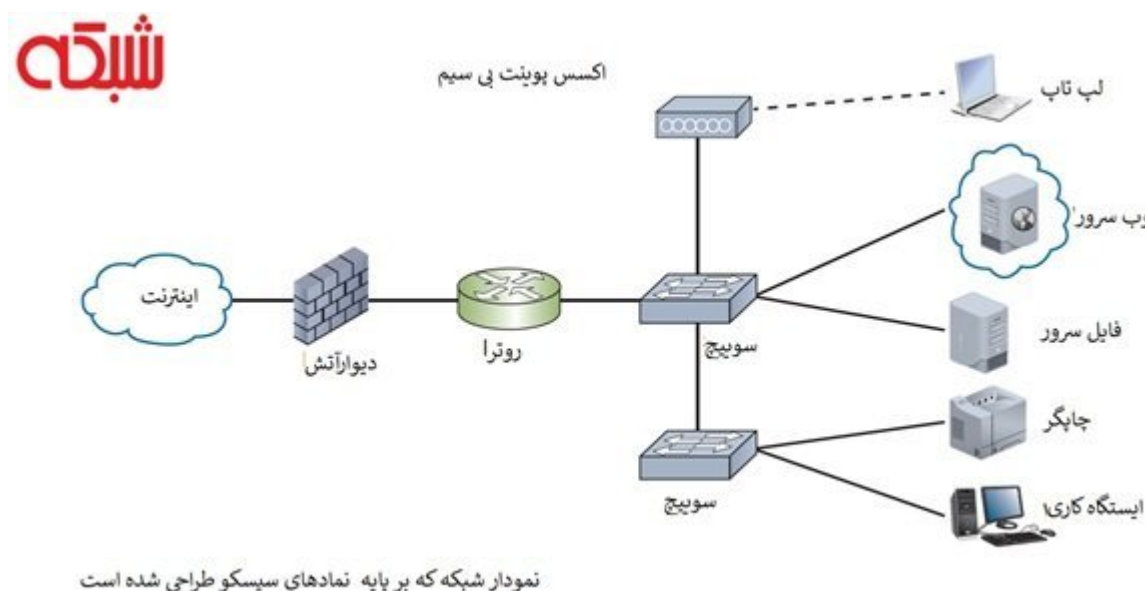 شبکه
اکسس پوینت بی سیم
لپ تاپ
وب سرور
اینترنت
دیوارآتش
روترا
سوییچ
فایل سرور
چاپگر
سوییچ
ایستگاه کاری
نمودار شبکه که بر پایه نمادهای سیسکو طراحی شده است